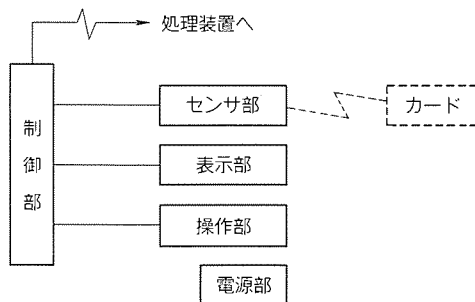 処理装置へ
センサ部
カード
制御部
表示部
操作部
電源部